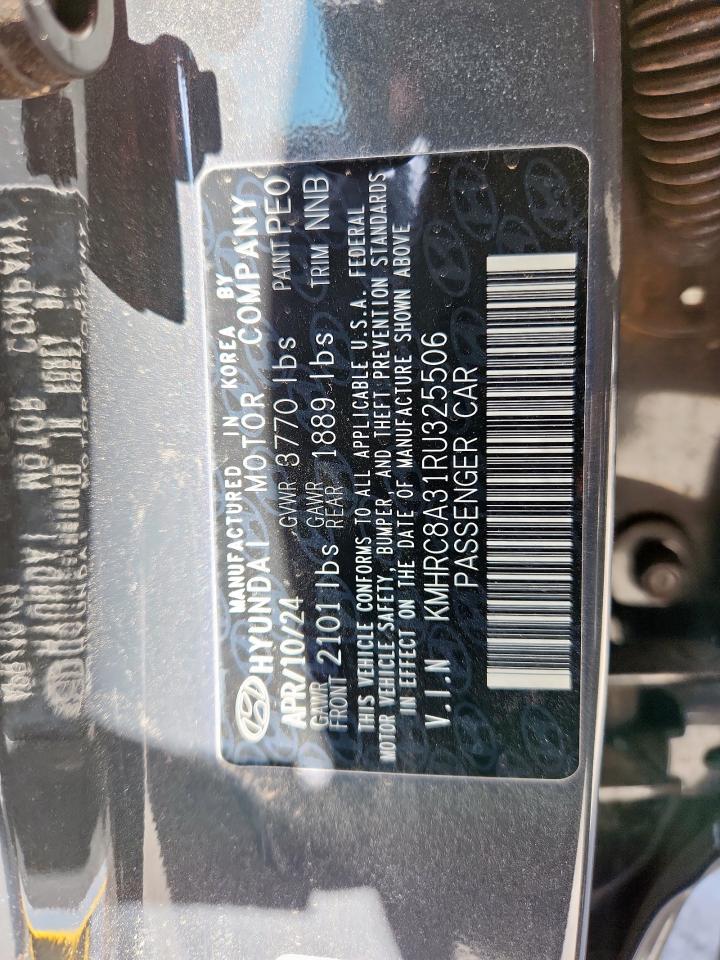 MANUFACTURED IN KOREA BY
HYUNDAI MOTOR COMPANY
APR/10/24 GVWR 3770 lbs PAINT PEO
GAWR FRONT 2101 lbs GAWR REAR 1889 lbs TRIM NNB
THIS VEHICLE CONFORMS TO ALL APPLICABLE U.S.A. FEDERAL
MOTOR VEHICLE SAFETY, BUMPER, AND THEFT PREVENTION STANDARDS
IN EFFECT ON THE DATE OF MANUFACTURE SHOWN ABOVE
V.I.N KMHRC8A31RU325506
PASSENGER CAR